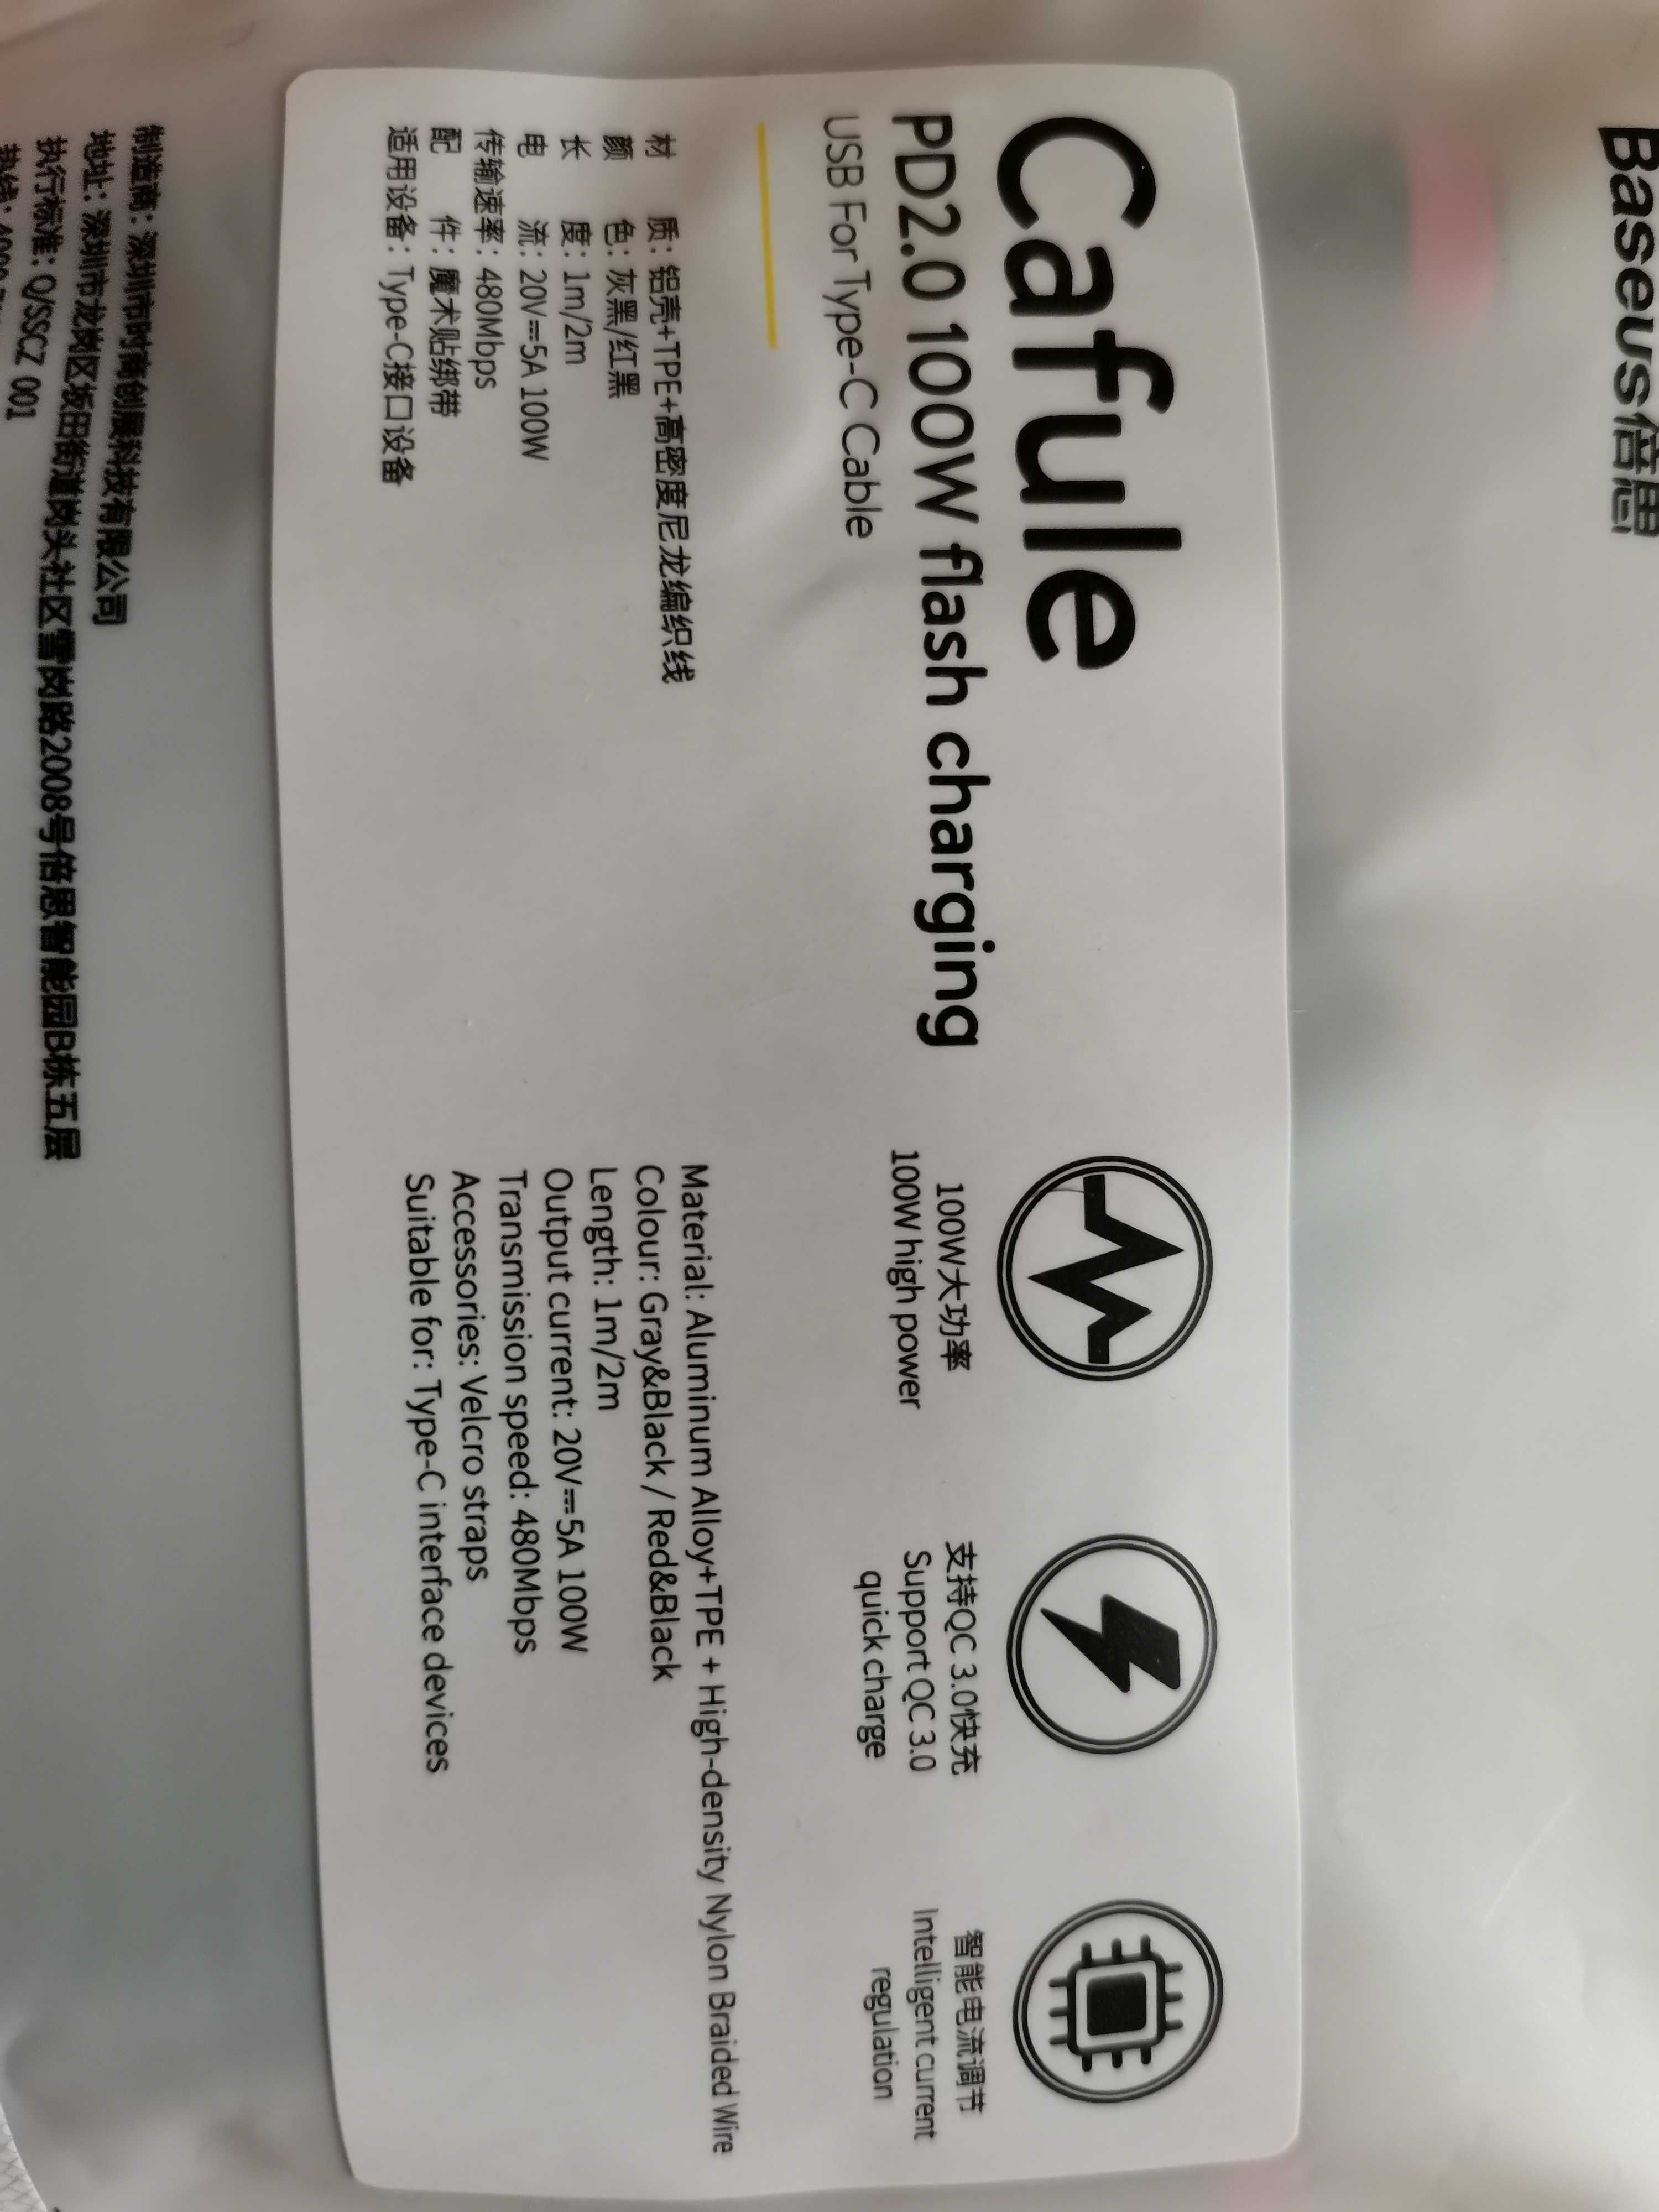 Baseus倍思
Cafule
PD2.0 100W flash charging
USB For Type-C Cable
100W大功率
100W high power
支持QC 3.0快充
Support QC 3.0
quick charge
智能电流调节
Intelligent current
regulation
材 质: 铝壳+TPE+高密度尼龙编织线
颜 色: 灰黑/红黑
长 度: 1m/2m
电 流: 20V⎓5A 100W
传输速率: 480Mbps
配 件: 魔术贴绑带
适用设备: Type-C接口设备
Material: Aluminum Alloy+TPE + High-density Nylon Braided Wire
Colour: Gray&Black / Red&Black
Length: 1m/2m
Output current: 20V⎓5A 100W
Transmission speed: 480Mbps
Accessories: Velcro straps
Suitable for: Type-C interface devices
制造商: 深圳市时商创展科技有限公司
地址: 深圳市龙岗区坂田街道岗头社区雪岗路2008号倍思智能园B栋五层
执行标准: Q/SSCZ 001